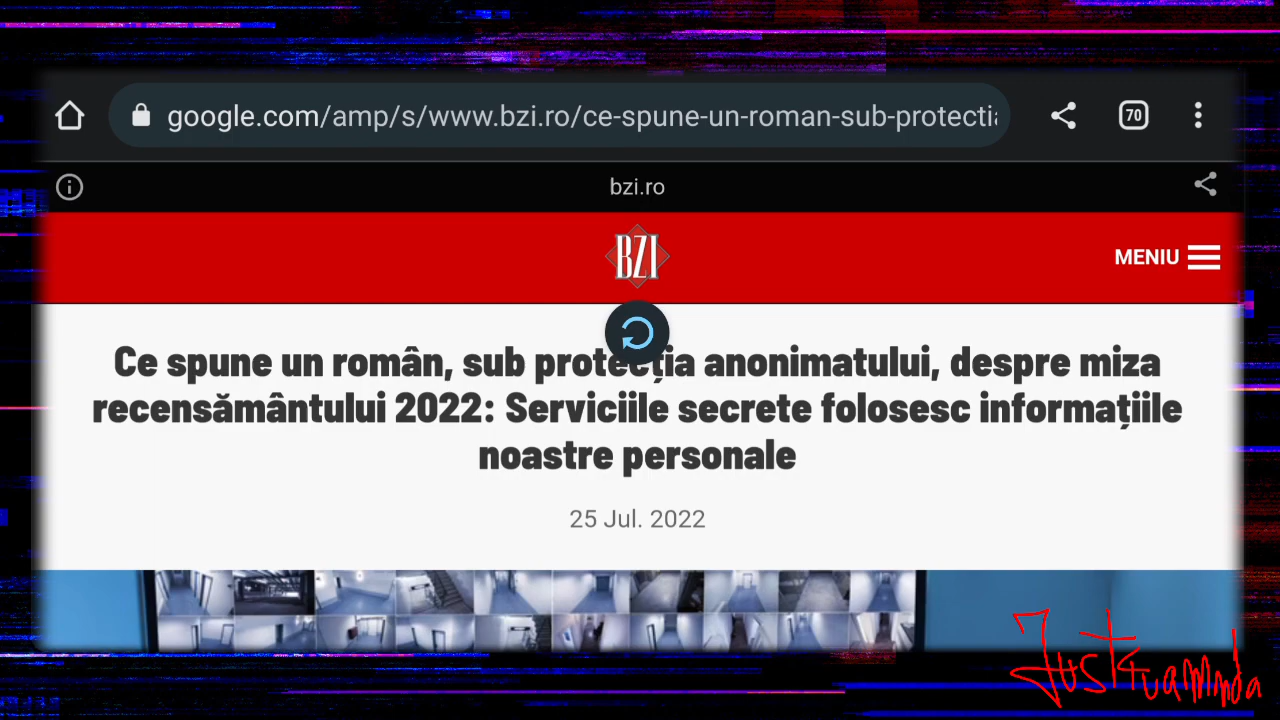 google.com/amp/s/www.bzi.ro/ce-spune-un-roman-sub-protecti
70
bzi.ro
BZI
MENIU
Ce spune un român, sub protecția anonimatului, despre miza
recensământului 2022: Serviciile secrete folosesc informațiile
noastre personale
25 Jul. 2022